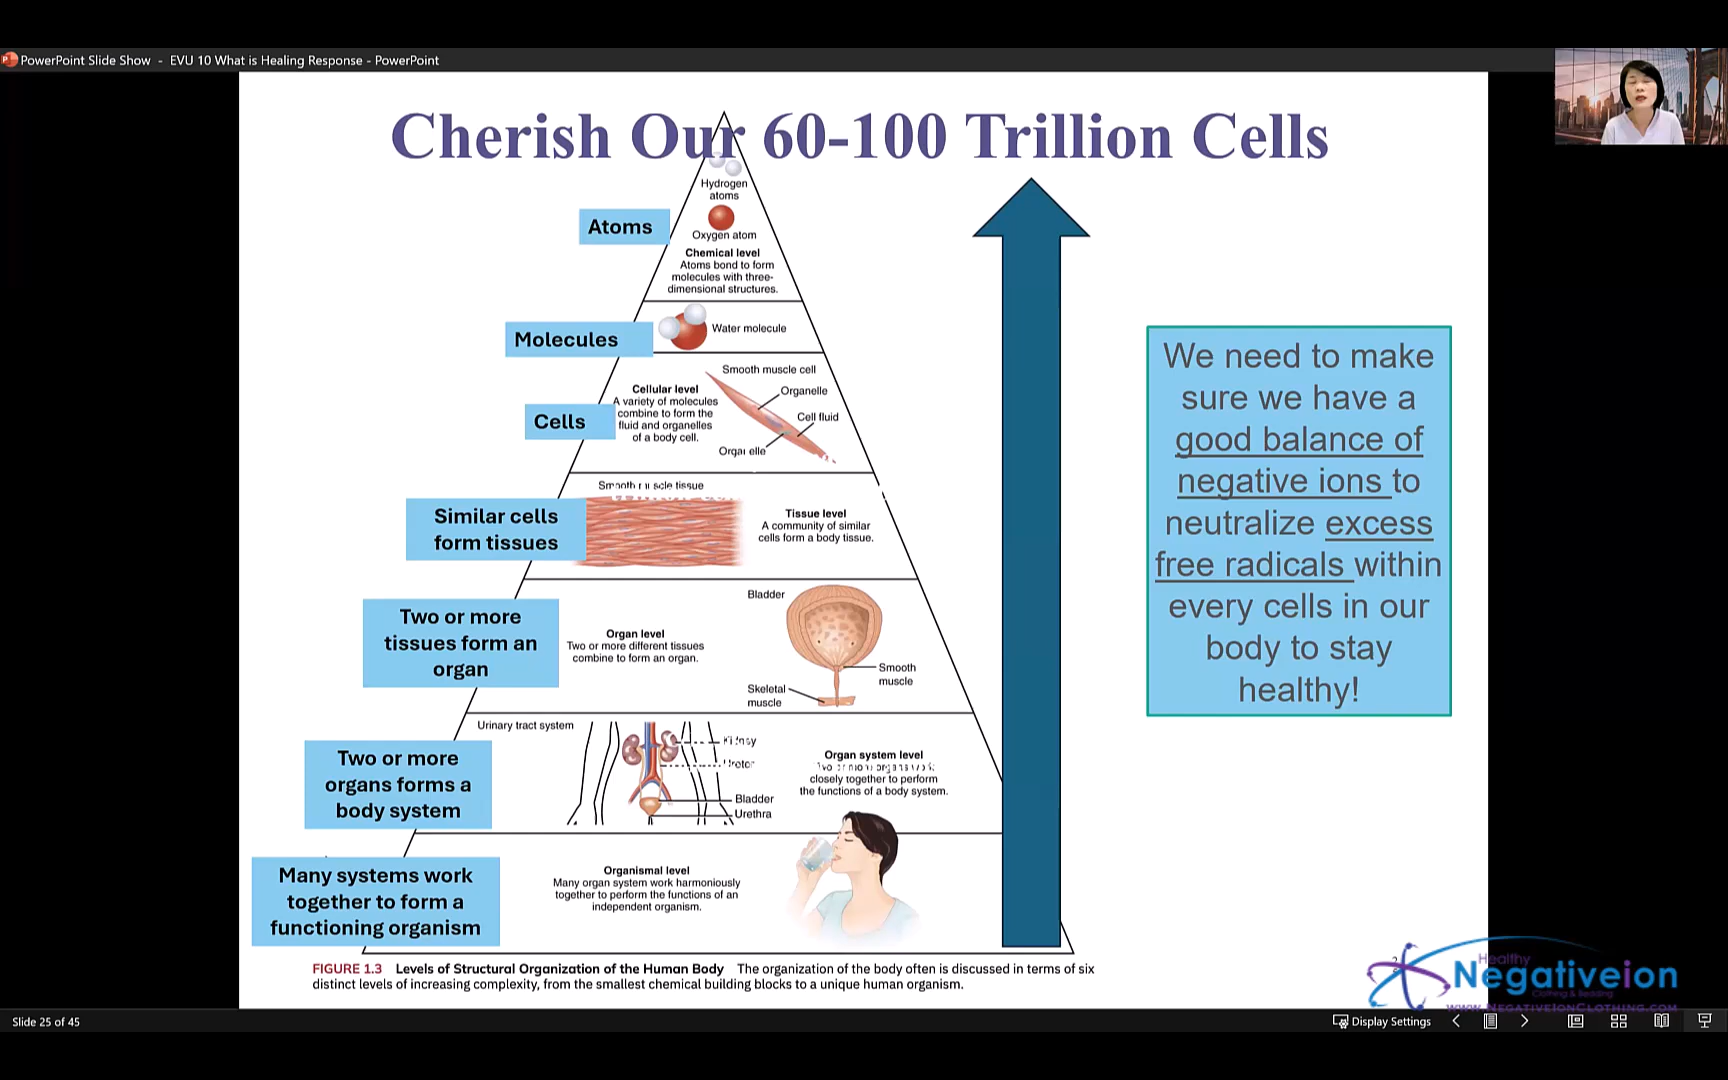 PowerPoint Slide Show - EVU 10 What is Healing Response - PowerPoint
Cherish Our 60-100 Trillion Cells
Hydrogen
atoms
Atoms
Oxygen atom
Chemical level
Atoms bond to form
molecules with three-
dimensional structures.
Molecules
Water molecule
Smooth muscle cell
Cellular level
A variety of molecules
combine to form the
fluid and organelles
of a body cell.
Organelle
Cell fluid
Cells
Smooth muscle tissue
Similar cells
form tissues
Tissue level
A community of similar
cells form a body tissue.
Bladder
Two or more
tissues form an
organ
Organ level
Two or more different tissues
combine to form an organ.
Smooth
muscle
Skeletal
muscle
Urinary tract system
Two or more
organs forms a
body system
Bladder
Urethra
Organ system level
closely together to perform
the functions of a body system.
Many systems work
together to form a
functioning organism
Organismal level
Many organ system work harmoniously
together to perform the functions of an
independent organism.
We need to make
sure we have a
good balance of
negative ions to
neutralize excess
free radicals within
every cells in our
body to stay
healthy!
FIGURE 1.3 Levels of Structural Organization of the Human Body The organization of the body often is discussed in terms of six
distinct levels of increasing complexity, from the smallest chemical building blocks to a unique human organism.
Healthy
Negativeion
Clothing & Bedding
www.NegativeIonClothing.com
Slide 25 of 45
Display Settings